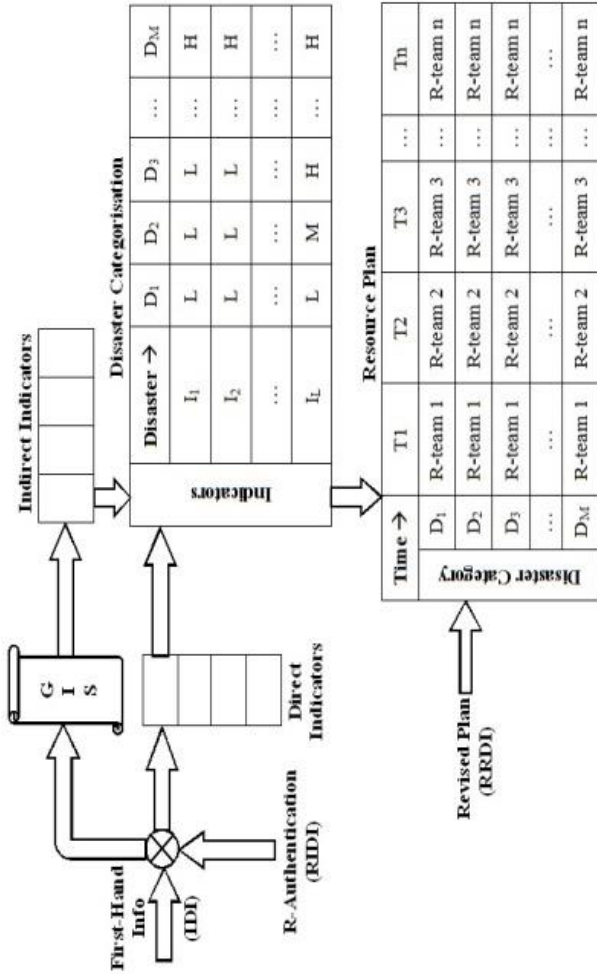 First-Hand
Info
(IDI)
R-Authentication
(RIDI)
G
I
S
Direct
Indicators
Indirect Indicators
Disaster Categorisation
Indicators
Disaster → D1 D2 D3 … DM
I1 L L L … H
I2 L L L … H
… … … … … …
IL L M H … H
Revised Plan
(RRDI)
Resource Plan
Time → T1 T2 T3 … Tn
Disaster Category
D1 R-team 1 R-team 2 R-team 3 … R-team n
D2 R-team 1 R-team 2 R-team 3 … R-team n
D3 R-team 1 R-team 2 R-team 3 … R-team n
… … … … … …
DM R-team 1 R-team 2 R-team 3 … R-team n